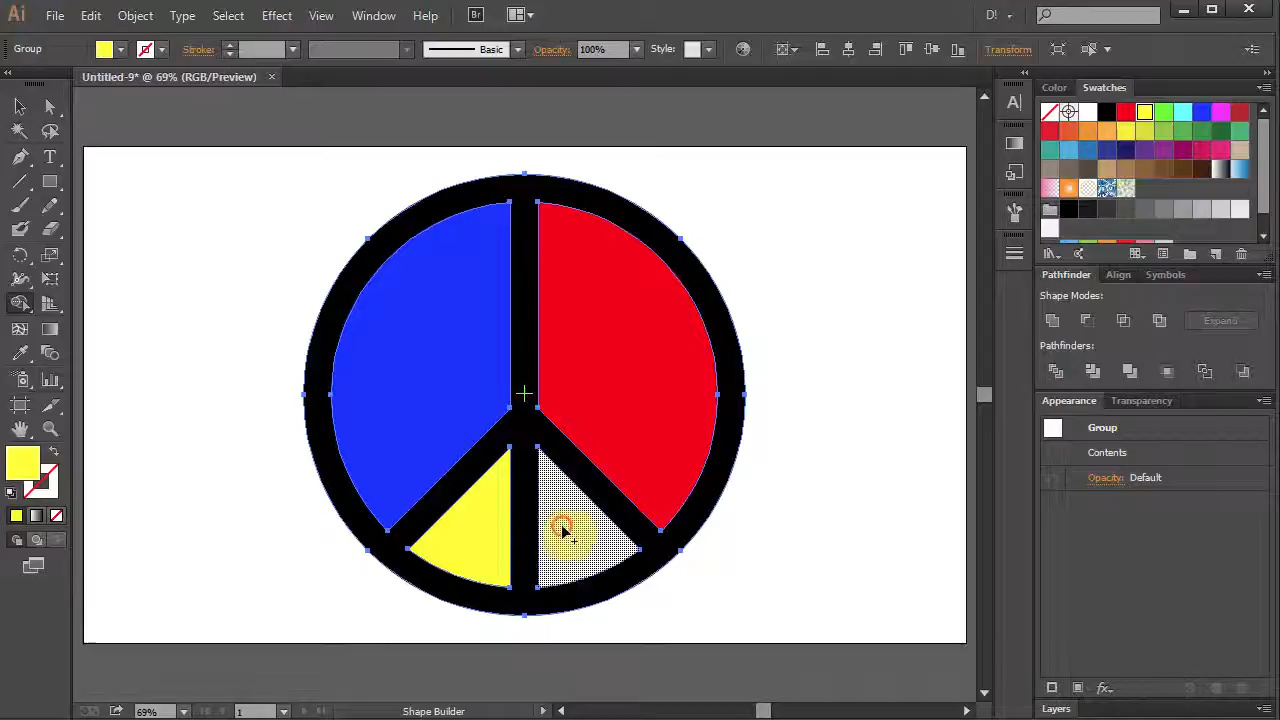 Ai File Edit Object Type Select Effect View Window Help Br D!
Group Stroke: Basic Opacity: 100% Style: Transform
Untitled-9* @ 69% (RGB/Preview)
Color Swatches
Pathfinder Align Symbols
Shape Modes:
Expand
Pathfinders:
Appearance Transparency
Group
Contents
Opacity: Default
Layers
69% 1 Shape Builder